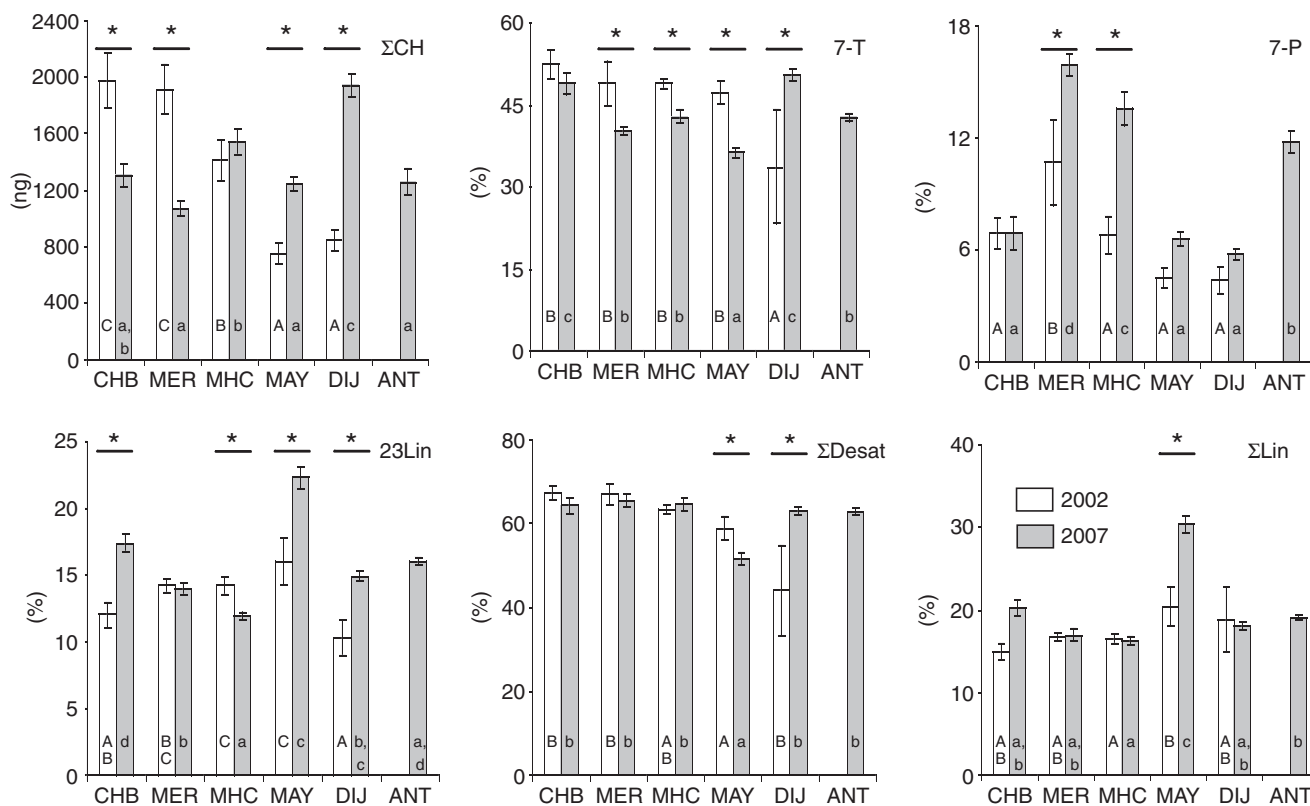 * * * *
ΣCH
2400
2000
1600
1200
800
400
0
(ng)
C a, C a B b A a A c a
b
CHB MER MHC MAY DIJ ANT
* * * *
7-T
60
45
30
15
0
(%)
B c B b B b B a A c b
CHB MER MHC MAY DIJ ANT
* *
7-P
18
12
6
0
(%)
A a B d A c A a A a b
CHB MER MHC MAY DIJ ANT
* * * *
23Lin
25
20
15
10
5
0
(%)
A d B b C a C c A b, a,
B C c d
CHB MER MHC MAY DIJ ANT
* *
ΣDesat
80
60
40
20
0
(%)
B b B b A b A a A b b
B
CHB MER MHC MAY DIJ ANT
*
ΣLin
40
30
20
10
0
(%)
2002
2007
A a, A a, A a B c A a, b
B b B b B b
CHB MER MHC MAY DIJ ANT